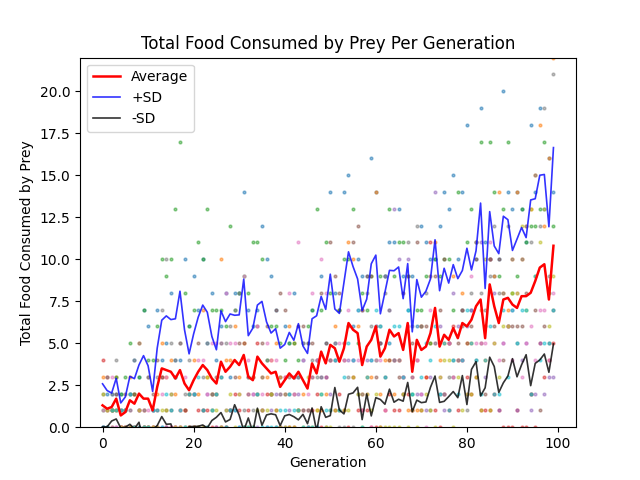 Total Food Consumed by Prey Per Generation
Average
+SD
-SD
Total Food Consumed by Prey
20.0
17.5
15.0
12.5
10.0
7.5
5.0
2.5
0.0
0 20 40 60 80 100
Generation